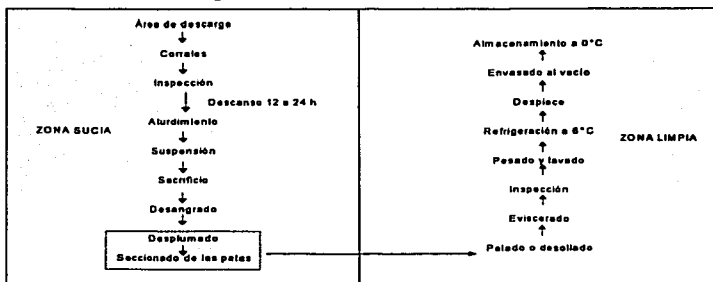 Área de descarga
Corrales
Inspección
Descanso 12 a 24 h
ZONA SUCIA
Aturdimiento
Suspensión
Sacrificio
Desangrado
Desplumado
Seccionado de las patas
Almacenamiento a 0°C
Envasado al vacío
Despiece
Refrigeración a 6°C
ZONA LIMPIA
Pesado y lavado
Inspección
Eviscerado
Pelado o desollado